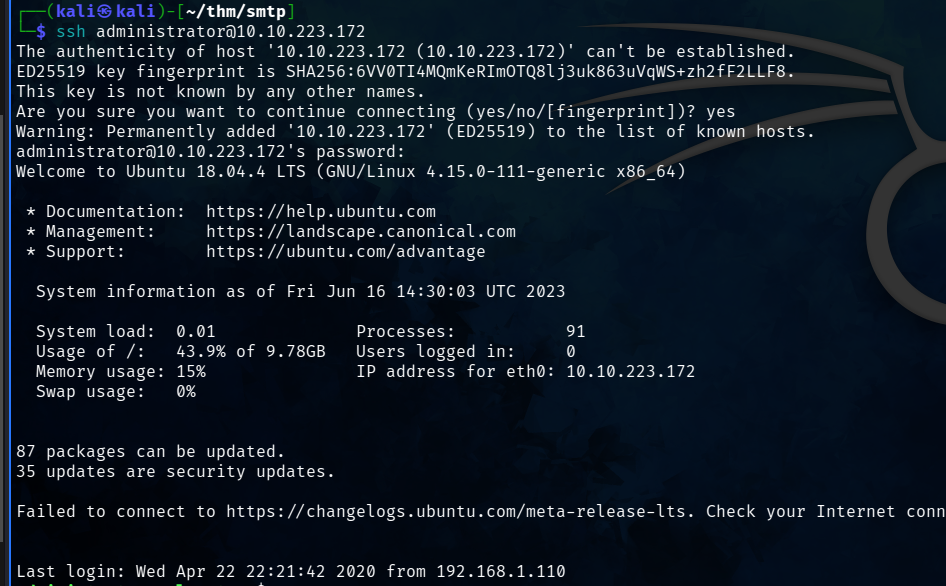 ┌──(kali㉿kali)-[~/thm/smtp]
└─$ ssh administrator@10.10.223.172
The authenticity of host '10.10.223.172 (10.10.223.172)' can't be established.
ED25519 key fingerprint is SHA256:6VV0TI4MQmKeRImOTQ8lj3uk863uVqWS+zh2fF2LLF8.
This key is not known by any other names.
Are you sure you want to continue connecting (yes/no/[fingerprint])? yes
Warning: Permanently added '10.10.223.172' (ED25519) to the list of known hosts.
administrator@10.10.223.172's password:
Welcome to Ubuntu 18.04.4 LTS (GNU/Linux 4.15.0-111-generic x86_64)
* Documentation:  https://help.ubuntu.com
* Management:     https://landscape.canonical.com
* Support:        https://ubuntu.com/advantage
System information as of Fri Jun 16 14:30:03 UTC 2023
System load:  0.01                Processes:           91
Usage of /:   43.9% of 9.78GB   Users logged in:     0
Memory usage: 15%               IP address for eth0: 10.10.223.172
Swap usage:   0%
87 packages can be updated.
35 updates are security updates.
Failed to connect to https://changelogs.ubuntu.com/meta-release-lts. Check your Internet conn
Last login: Wed Apr 22 22:21:42 2020 from 192.168.1.110